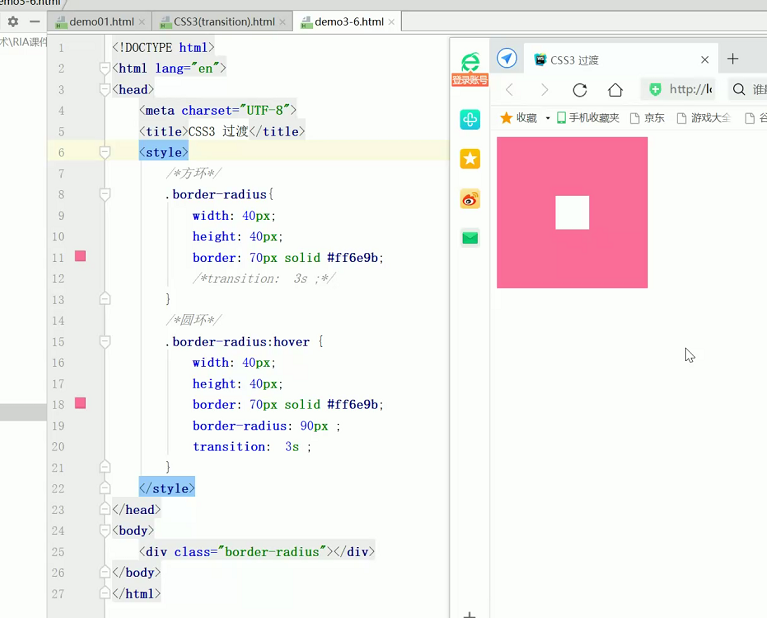 demo3-6.html
术\RIA课件
demo01.html
CSS3(transition).html
demo3-6.html
1 <!DOCTYPE html>
2 <html lang="en">
3 <head>
4 <meta charset="UTF-8">
5 <title>CSS3 过渡</title>
6 <style>
7 /*方环*/
8 .border-radius{
9 width: 40px;
10 height: 40px;
11 border: 70px solid #ff6e9b;
12 /*transition:  3s ;*/
13 }
14 /*圆环*/
15 .border-radius:hover {
16 width: 40px;
17 height: 40px;
18 border: 70px solid #ff6e9b;
19 border-radius: 90px ;
20 transition:  3s ;
21 }
22 </style>
23 </head>
24 <body>
25 <div class="border-radius"></div>
26 </body>
27 </html>
登录账号
CSS3 过渡
http://
收藏 手机收藏夹 京东 游戏大全